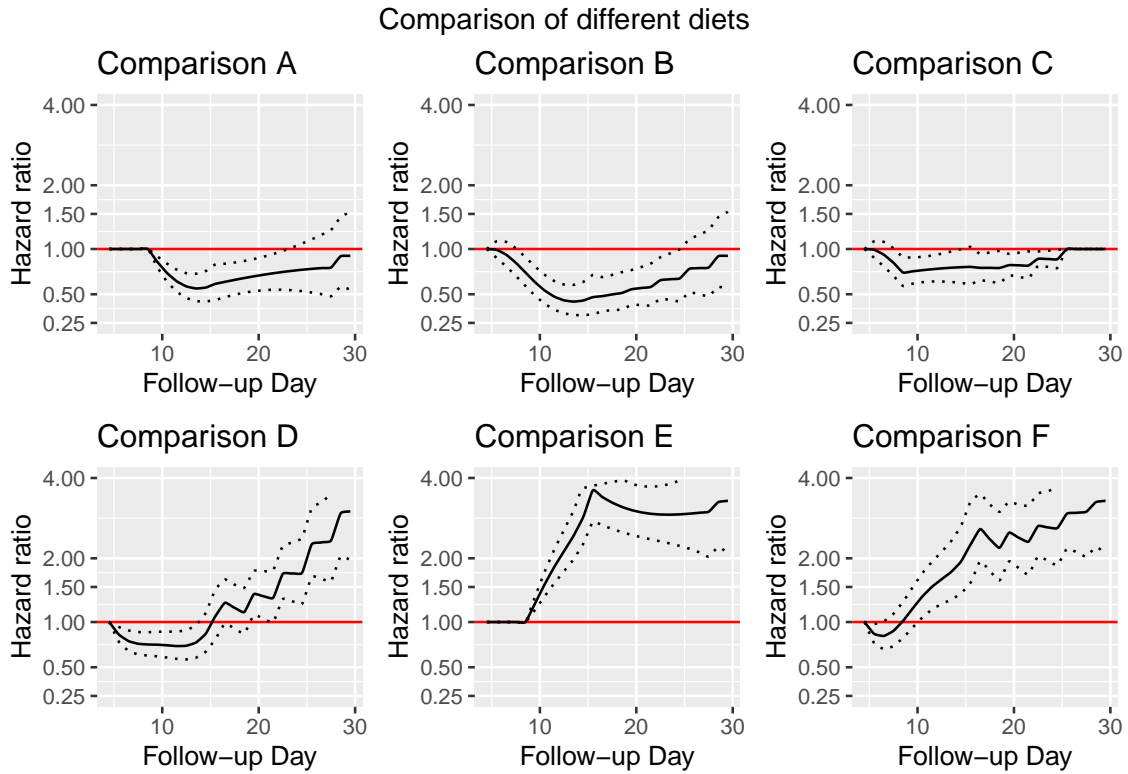 Comparison of different diets
Comparison A
Hazard ratio
4.00
2.00
1.50
1.00
0.50
0.25
10
20
30
Follow−up Day
Comparison B
Hazard ratio
4.00
2.00
1.50
1.00
0.50
0.25
10
20
30
Follow−up Day
Comparison C
Hazard ratio
4.00
2.00
1.50
1.00
0.50
0.25
10
20
30
Follow−up Day
Comparison D
Hazard ratio
4.00
2.00
1.50
1.00
0.50
0.25
10
20
30
Follow−up Day
Comparison E
Hazard ratio
4.00
2.00
1.50
1.00
0.50
0.25
10
20
30
Follow−up Day
Comparison F
Hazard ratio
4.00
2.00
1.50
1.00
0.50
0.25
10
20
30
Follow−up Day